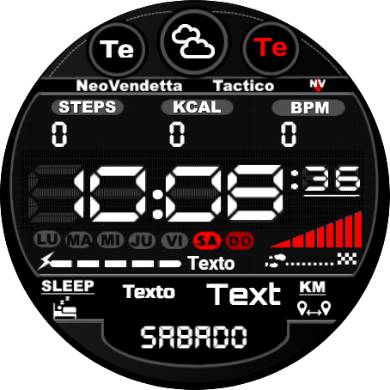 Te Te
NeoVendetta Tactico NV
STEPS KCAL BPM
0 0 0
10:08 :36
LU MA MI JU VI SA DO
Texto
SLEEP Texto Text KM
SABADO